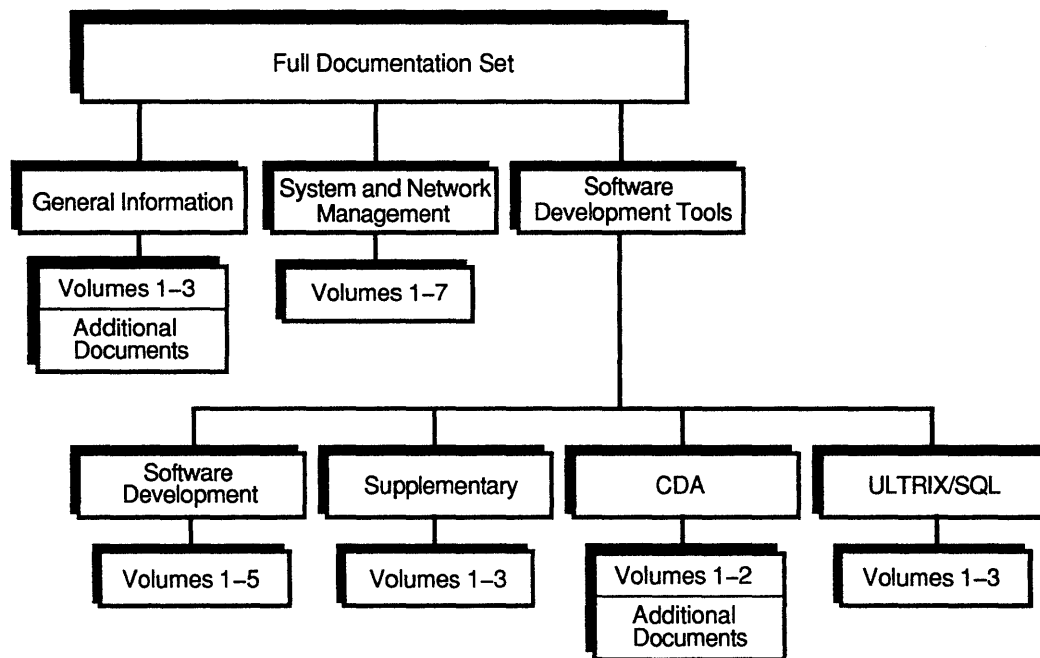 Full Documentation Set
General Information
System and Network
Management
Software
Development Tools
Volumes 1–3
Additional
Documents
Volumes 1–7
Software
Development
Supplementary
CDA
ULTRIX/SQL
Volumes 1–5
Volumes 1–3
Volumes 1–2
Additional
Documents
Volumes 1–3